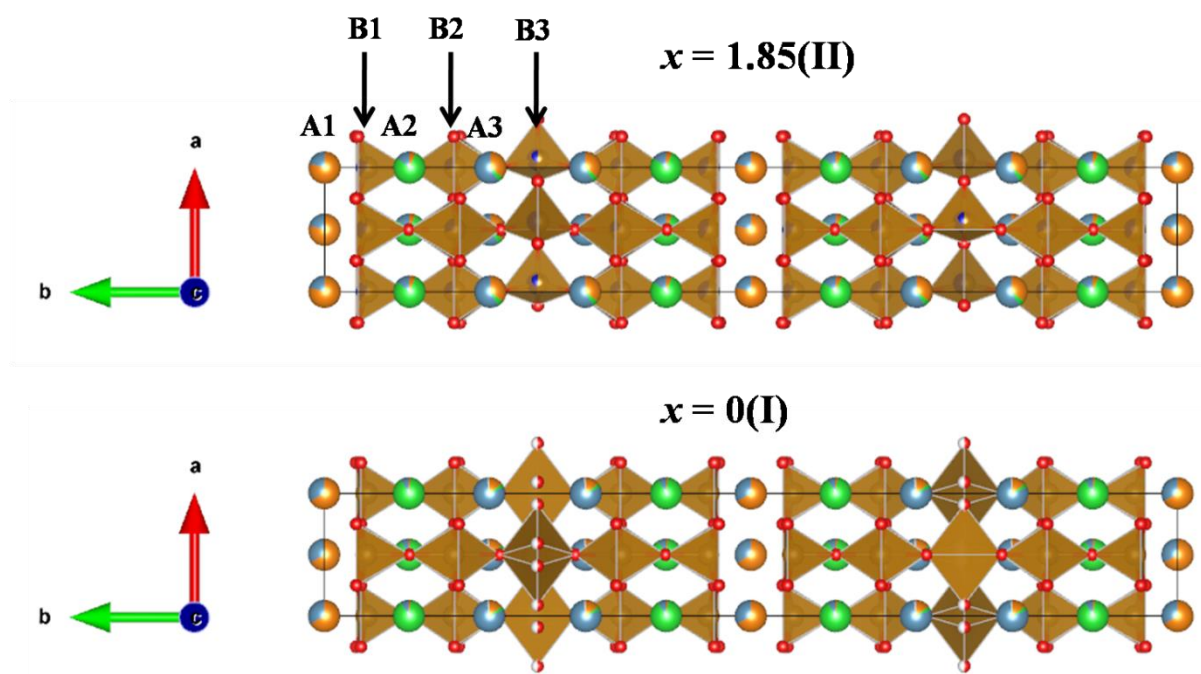 B1 B2 B3
x = 1.85(II)
A1 A2 A3
a
b
c
x = 0(I)
a
b
c